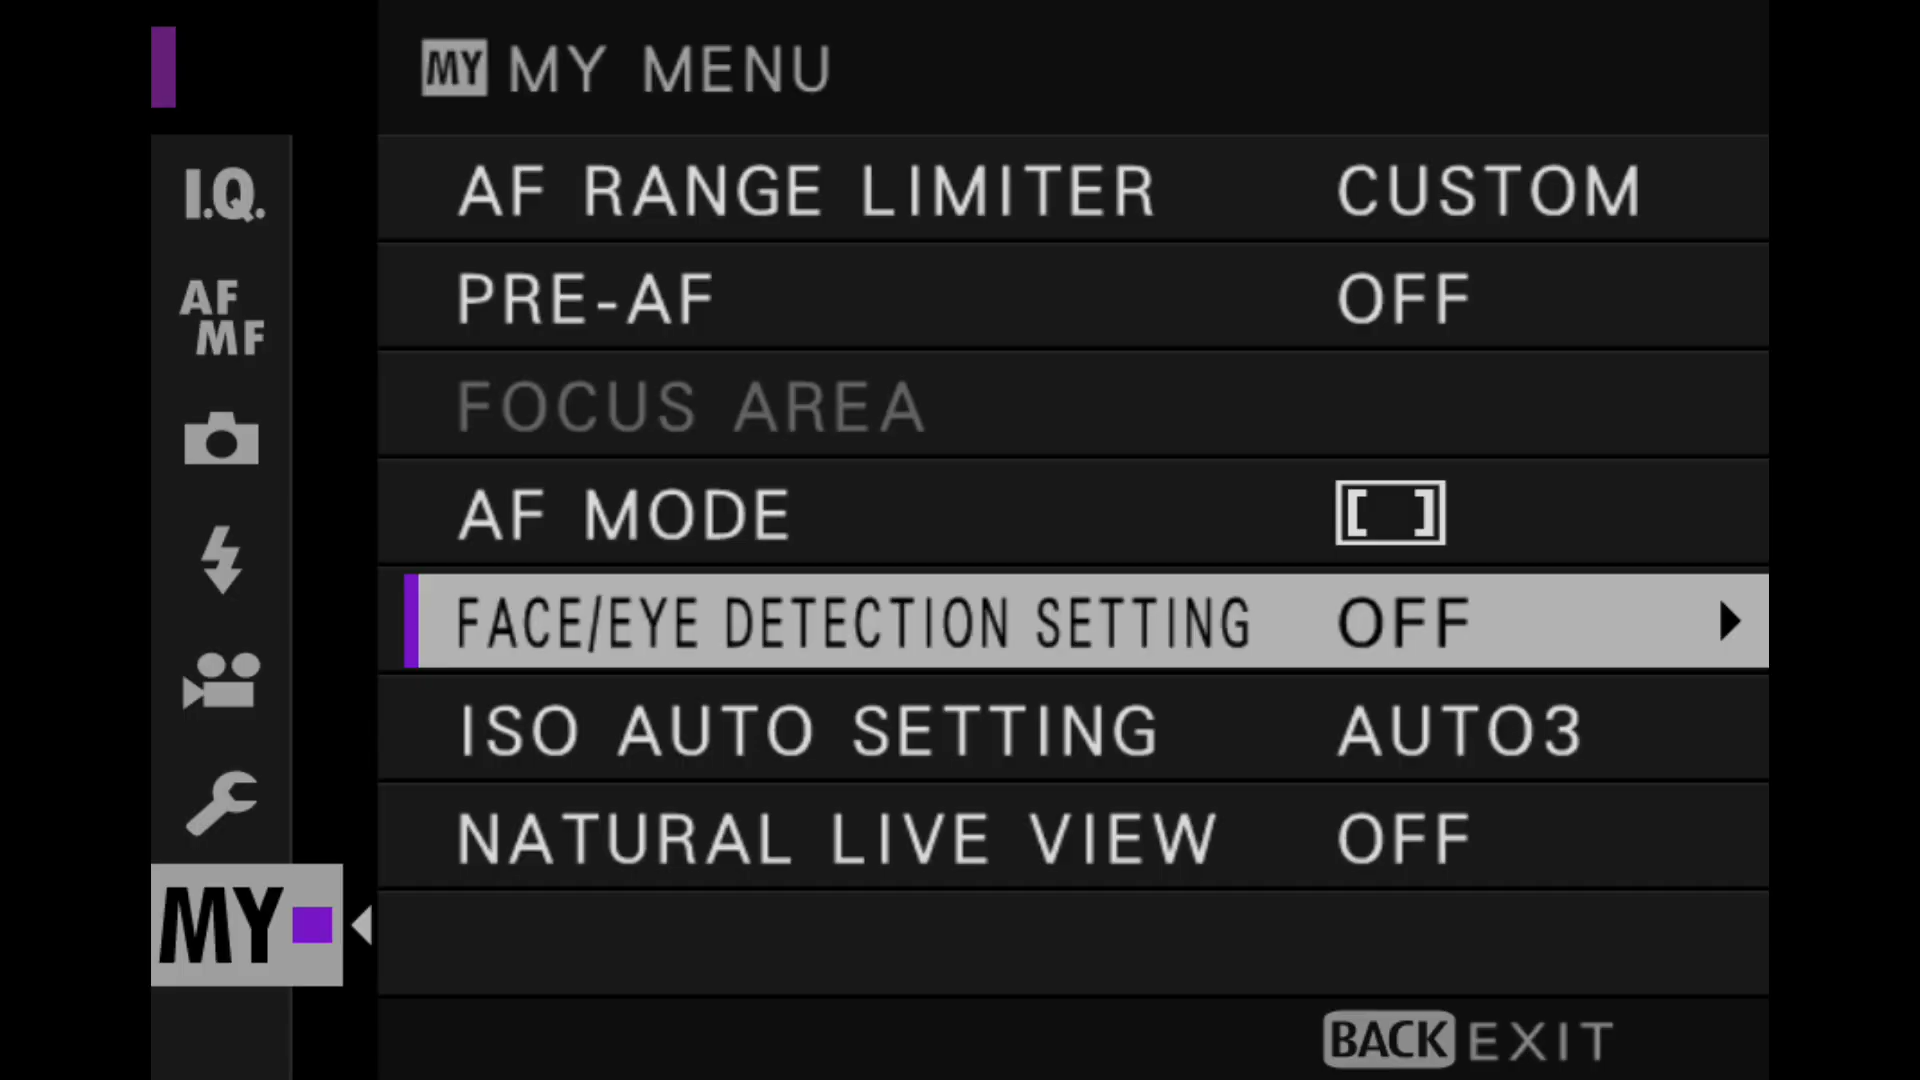 MY MY MENU
I.Q.
AF RANGE LIMITER CUSTOM
AF
MF
PRE-AF OFF
FOCUS AREA
AF MODE [ ]
FACE/EYE DETECTION SETTING OFF
ISO AUTO SETTING AUTO3
NATURAL LIVE VIEW OFF
MY
BACK EXIT